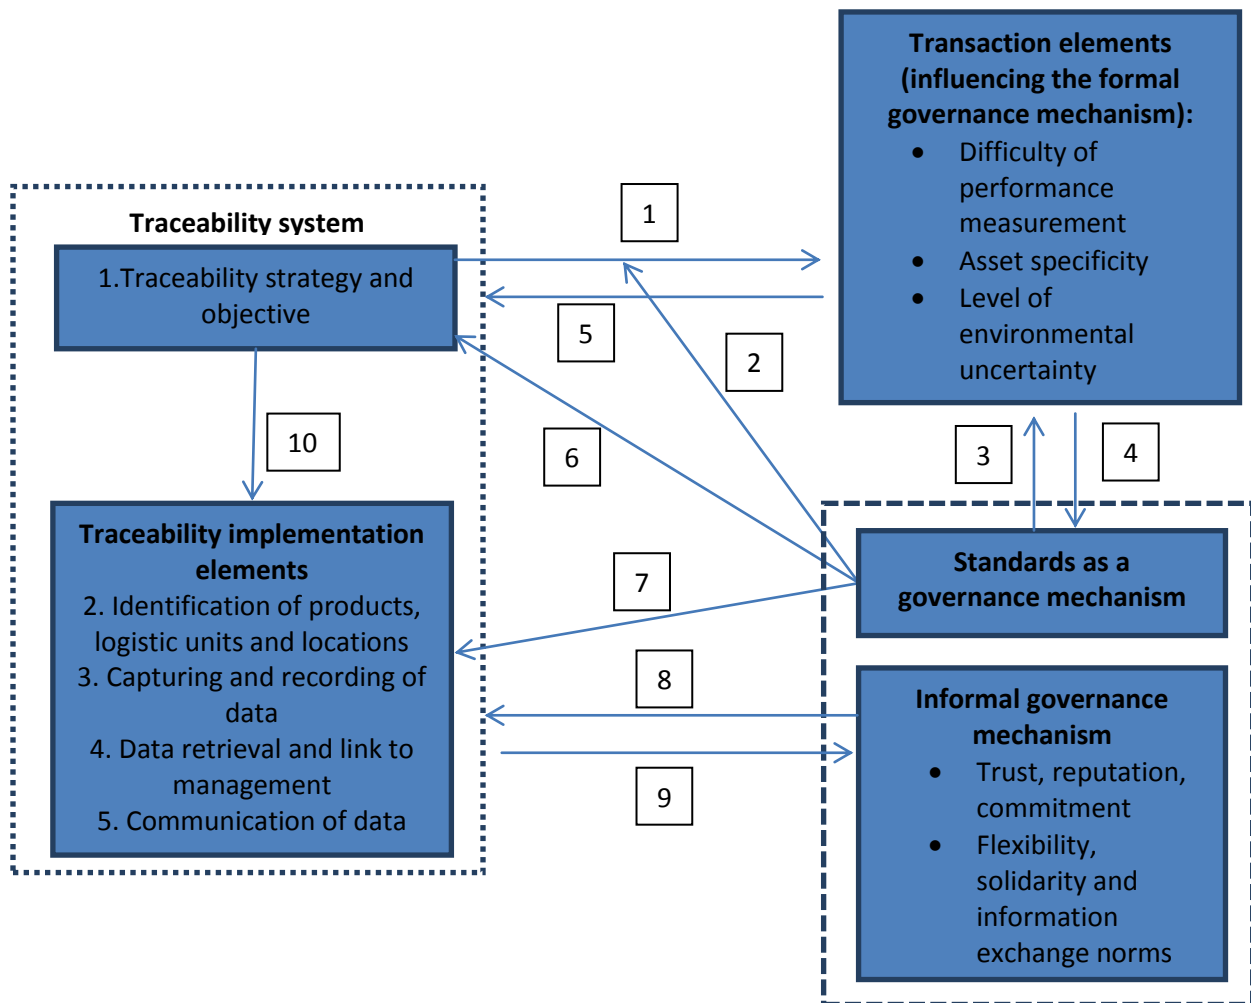 Transaction elements
(influencing the formal
governance mechanism):
• Difficulty of
performance
measurement
• Asset specificity
• Level of
environmental
uncertainty
Traceability system
1.Traceability strategy and
objective
1
5
2
6
10
3
4
Traceability implementation
elements
2. Identification of products,
logistic units and locations
3. Capturing and recording of
data
4. Data retrieval and link to
management
5. Communication of data
7
8
9
Standards as a
governance mechanism
Informal governance
mechanism
• Trust, reputation,
commitment
• Flexibility,
solidarity and
information
exchange norms